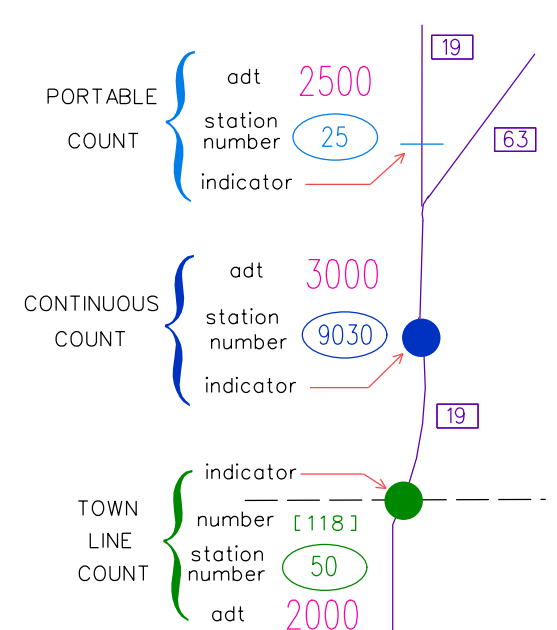 19
adt 2500
PORTABLE
COUNT
station
number 25
63
indicator
adt 3000
CONTINUOUS
COUNT
station
number 9030
indicator
19
indicator
TOWN
LINE
COUNT
number [118]
station
number 50
adt 2000